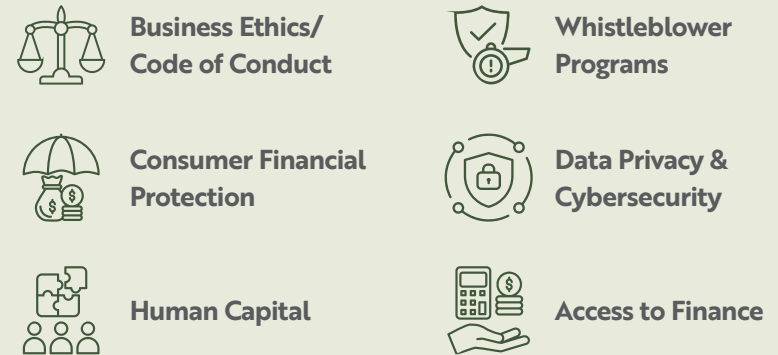 Business Ethics/
Code of Conduct
Whistleblower
Programs
Consumer Financial
Protection
Data Privacy &
Cybersecurity
Human Capital
Access to Finance